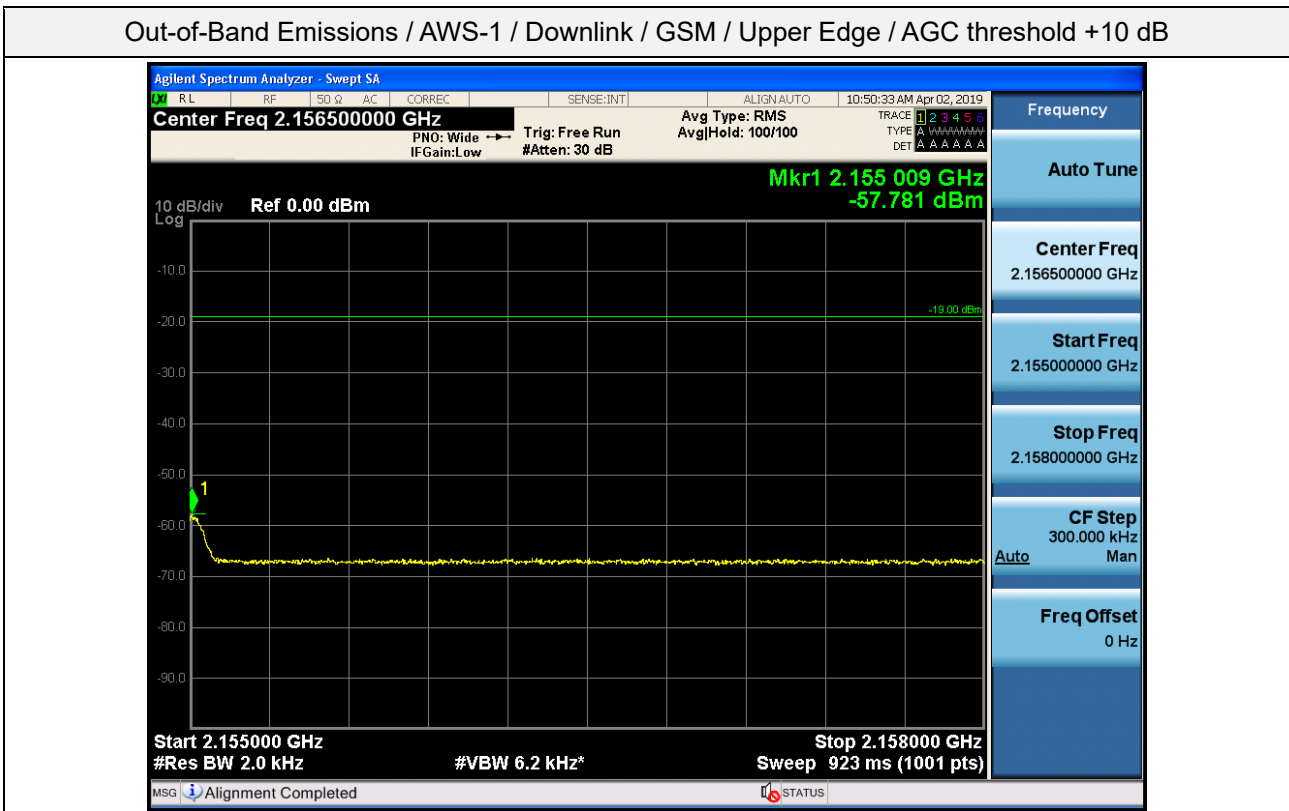 Out-of-Band Emissions / AWS-1 / Downlink / GSM / Upper Edge / AGC threshold +10 dB
Agilent Spectrum Analyzer - Swept SA
LXI RL RF 50 Ω AC CORREC SENSE:INT ALIGN AUTO 10:50:33 AM Apr 02, 2019
Center Freq 2.156500000 GHz
PNO: Wide
IFGain:Low
Trig: Free Run
#Atten: 30 dB
Avg Type: RMS
Avg|Hold: 100/100
TRACE 1 2 3 4 5 6
TYPE A WWWWW
DET A A A A A A
Mkr1 2.155 009 GHz
-57.781 dBm
10 dB/div Ref 0.00 dBm
Log
-10.0
-19.00 dBm
-20.0
-30.0
-40.0
-50.0
1
-60.0
-70.0
-80.0
-90.0
Start 2.155000 GHz Stop 2.158000 GHz
#Res BW 2.0 kHz #VBW 6.2 kHz* Sweep 923 ms (1001 pts)
MSG Alignment Completed STATUS
Frequency
Auto Tune
Center Freq
2.156500000 GHz
Start Freq
2.155000000 GHz
Stop Freq
2.158000000 GHz
CF Step
300.000 kHz
Auto Man
Freq Offset
0 Hz